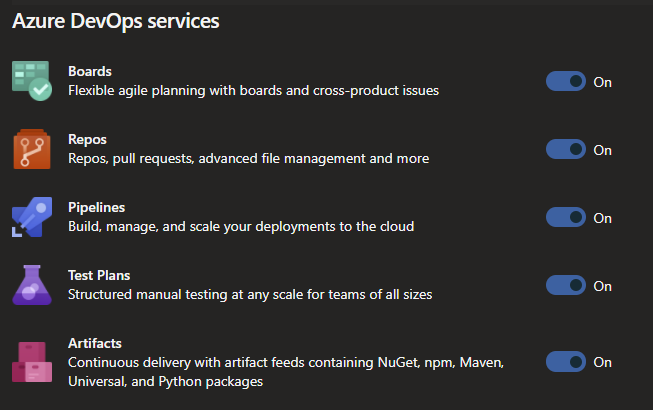 Azure DevOps services
Boards
Flexible agile planning with boards and cross-product issues
On
Repos
Repos, pull requests, advanced file management and more
On
Pipelines
Build, manage, and scale your deployments to the cloud
On
Test Plans
Structured manual testing at any scale for teams of all sizes
On
Artifacts
Continuous delivery with artifact feeds containing NuGet, npm, Maven,
Universal, and Python packages
On